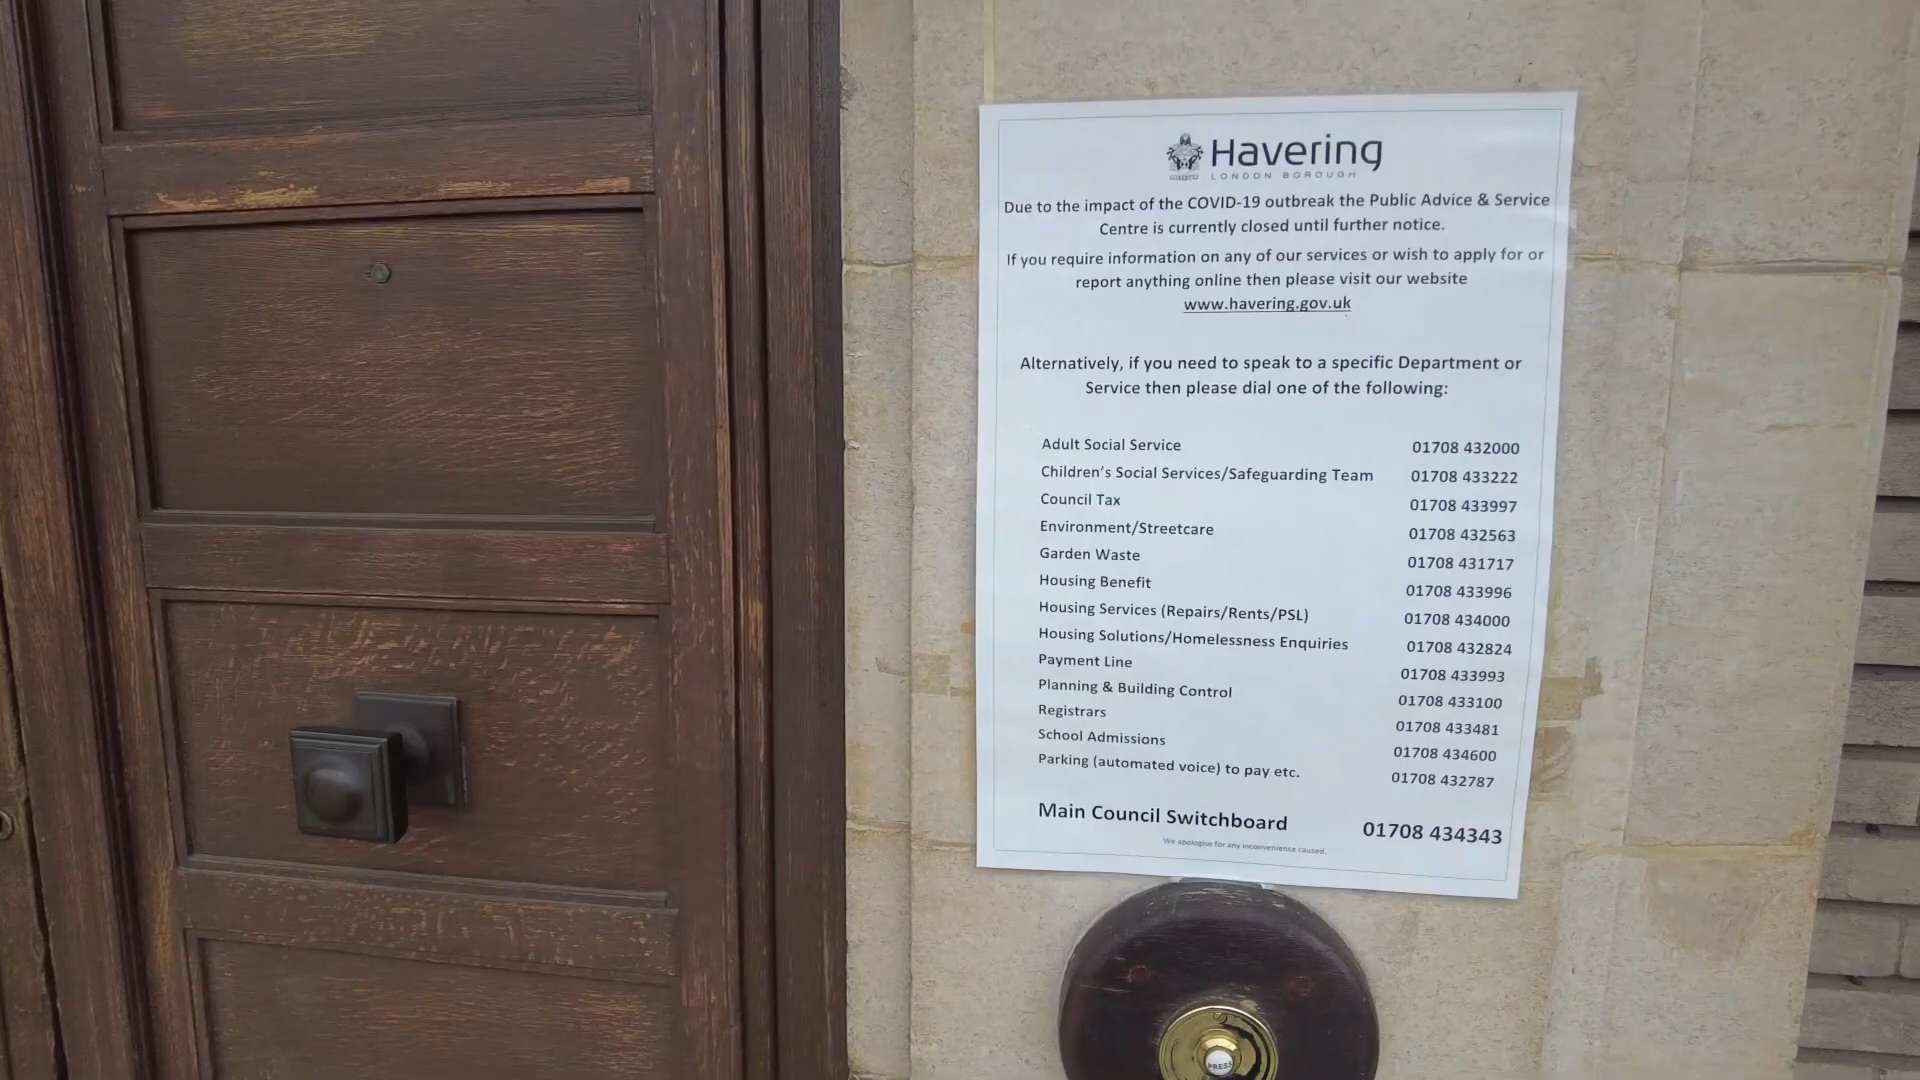 Havering
LONDON BOROUGH
Due to the impact of the COVID-19 outbreak the Public Advice & Service
Centre is currently closed until further notice.
If you require information on any of our services or wish to apply for or
report anything online then please visit our website
www.havering.gov.uk
Alternatively, if you need to speak to a specific Department or
Service then please dial one of the following:
Adult Social Service 01708 432000
Children's Social Services/Safeguarding Team 01708 433222
Council Tax 01708 433997
Environment/Streetcare 01708 432563
Garden Waste 01708 431717
Housing Benefit 01708 433996
Housing Services (Repairs/Rents/PSL) 01708 434000
Housing Solutions/Homelessness Enquiries 01708 432824
Payment Line 01708 433993
Planning & Building Control 01708 433100
Registrars 01708 433481
School Admissions 01708 434600
Parking (automated voice) to pay etc. 01708 432787
Main Council Switchboard 01708 434343
We apologise for any inconvenience caused.
PRESS